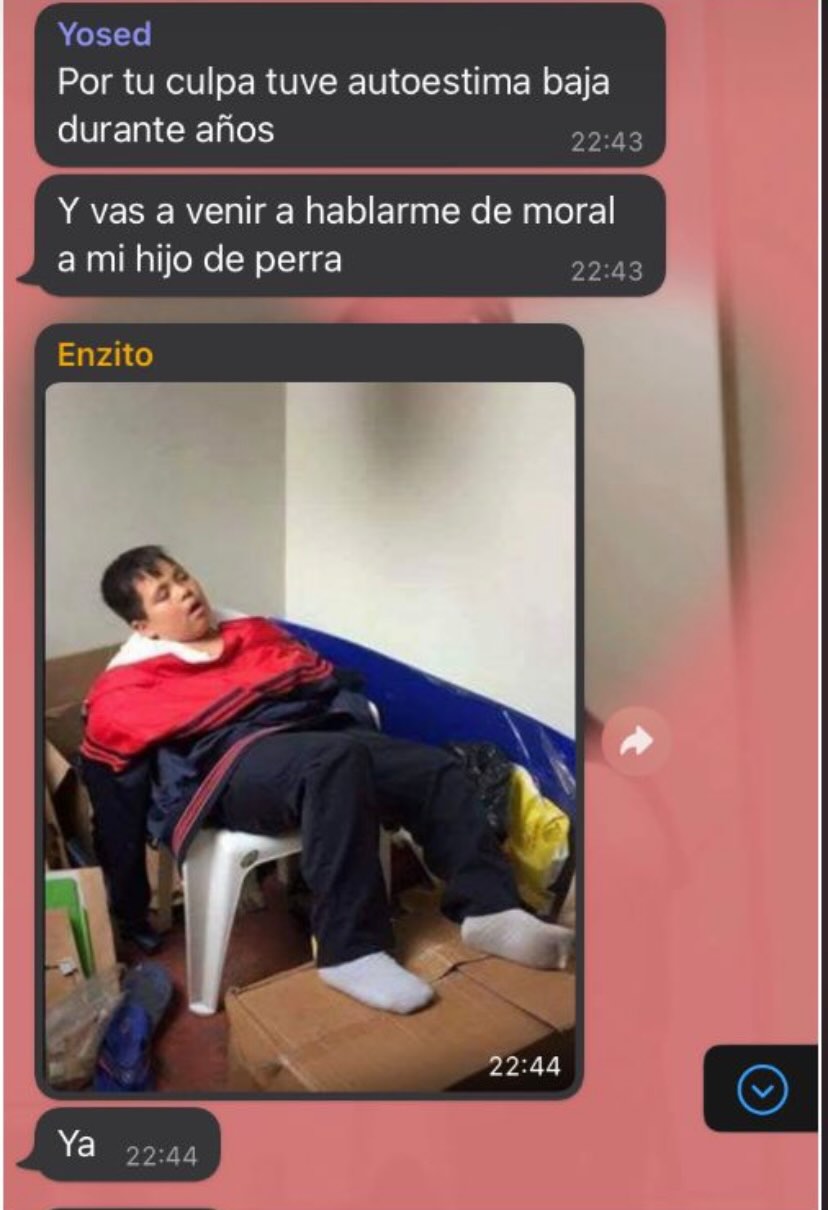 Yosed
Por tu culpa tuve autoestima baja
durante años
22:43
Y vas a venir a hablarme de moral
a mi hijo de perra
22:43
Enzito
22:44
Ya 22:44